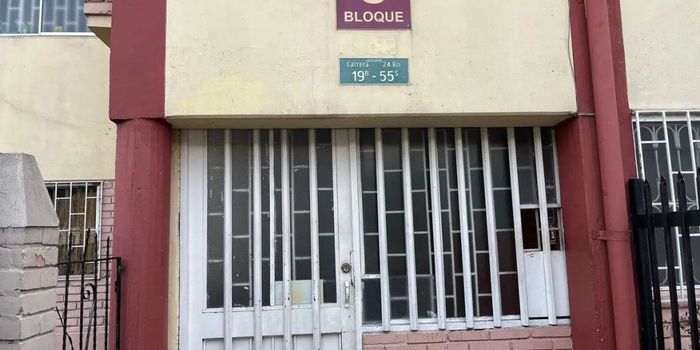 BLOQUE
Carrera 24 Bis
19B - 55S